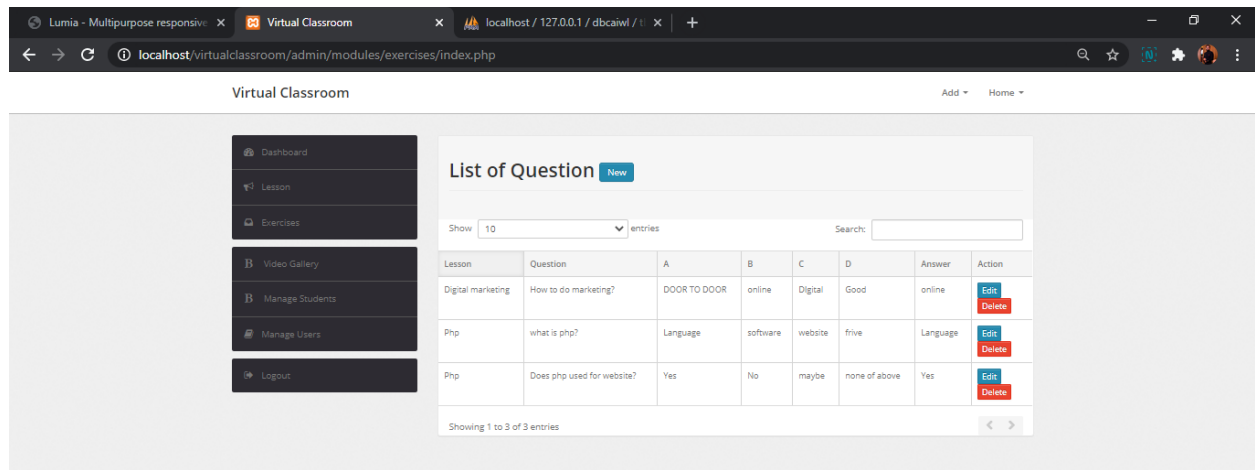 Lumia - Multipurpose responsive
Virtual Classroom
localhost / 127.0.0.1 / dbcaiwl / t
localhost/virtualclassroom/admin/modules/exercises/index.php
Virtual Classroom
Add
Home
Dashboard
Lesson
Exercises
B Video Gallery
B Manage Students
Manage Users
Logout
List of Question New
Show 10 entries Search:
Lesson Question A B C D Answer Action
Digital marketing How to do marketing? DOOR TO DOOR online DIgital Good online Edit
Delete
Php what is php? Language software website frive Language Edit
Delete
Php Does php used for website? Yes No maybe none of above Yes Edit
Delete
Showing 1 to 3 of 3 entries